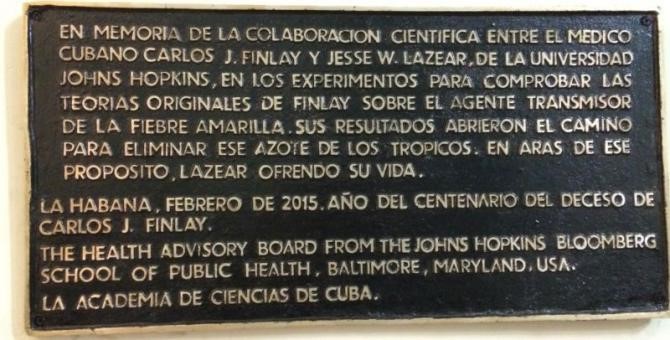 EN MEMORIA DE LA COLABORACION CIENTIFICA ENTRE EL MEDICO
CUBANO CARLOS J. FINLAY Y JESSE W. LAZEAR, DE LA UNIVERSIDAD
JOHNS HOPKINS, EN LOS EXPERIMENTOS PARA COMPROBAR LAS
TEORIAS ORIGINALES DE FINLAY SOBRE EL AGENTE TRANSMISOR
DE LA FIEBRE AMARILLA. SUS RESULTADOS ABRIERON EL CAMINO
PARA ELIMINAR ESE AZOTE DE LOS TROPICOS. EN ARAS DE ESE
PROPOSITO, LAZEAR OFRENDO SU VIDA.
LA HABANA, FEBRERO DE 2015. AÑO DEL CENTENARIO DEL DECESO DE
CARLOS J. FINLAY.
THE HEALTH ADVISORY BOARD FROM THE JOHNS HOPKINS BLOOMBERG
SCHOOL OF PUBLIC HEALTH, BALTIMORE, MARYLAND. USA.
LA ACADEMIA DE CIENCIAS DE CUBA.